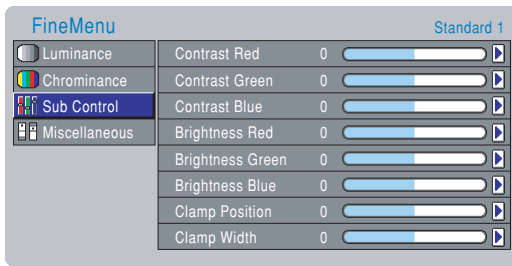 FineMenu
Standard 1
Luminance
Chrominance
Sub Control
Miscellaneous
Contrast Red 0
Contrast Green 0
Contrast Blue 0
Brightness Red 0
Brightness Green 0
Brightness Blue 0
Clamp Position 0
Clamp Width 0